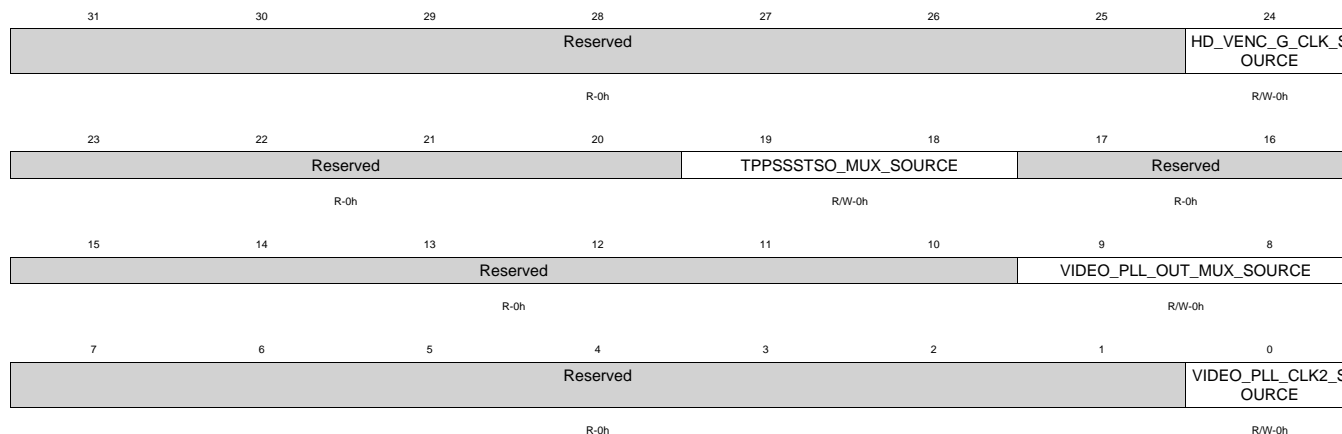 31 30 29 28 27 26 25 24
Reserved HD_VENC_G_CLK_S
OURCE
R-0h R/W-0h
23 22 21 20 19 18 17 16
Reserved TPPSSSTSO_MUX_SOURCE Reserved
R-0h R/W-0h R-0h
15 14 13 12 11 10 9 8
Reserved VIDEO_PLL_OUT_MUX_SOURCE
R-0h R/W-0h
7 6 5 4 3 2 1 0
Reserved VIDEO_PLL_CLK2_S
OURCE
R-0h R/W-0h